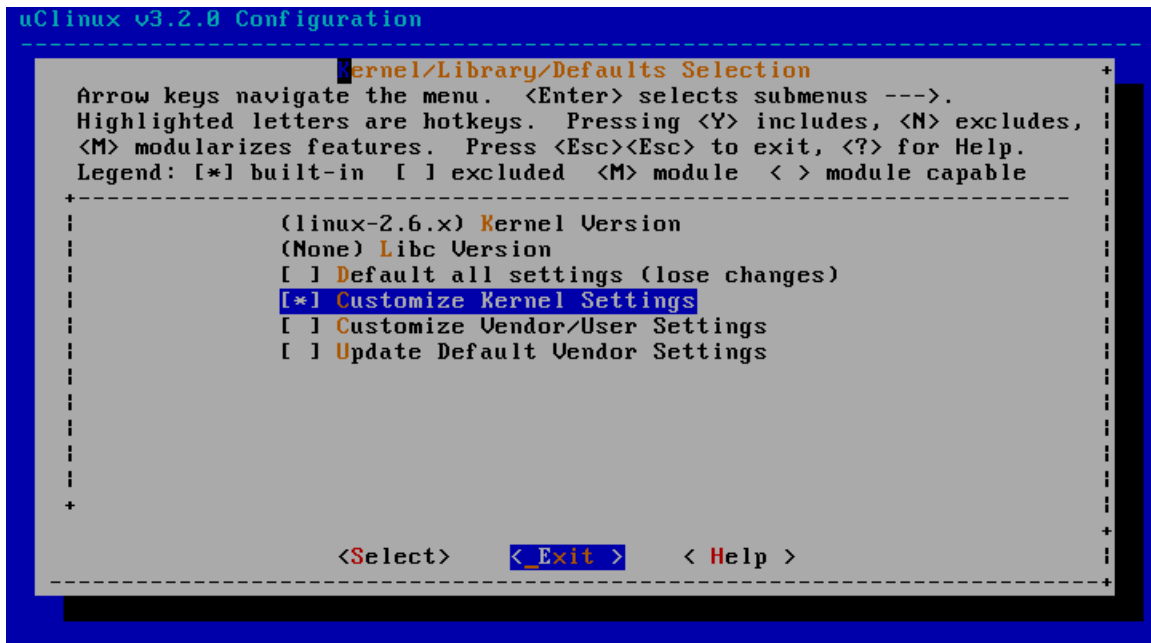 uClinux v3.2.0 Configuration
Kernel/Library/Defaults Selection
Arrow keys navigate the menu.  <Enter> selects submenus --->.
Highlighted letters are hotkeys.  Pressing <Y> includes, <N> excludes,
<M> modularizes features.  Press <Esc><Esc> to exit, <?> for Help.
Legend: [*] built-in  [ ] excluded  <M> module  < > module capable
(linux-2.6.x) Kernel Version
(None) Libc Version
[ ] Default all settings (lose changes)
[*] Customize Kernel Settings
[ ] Customize Vendor/User Settings
[ ] Update Default Vendor Settings
<Select>    < Exit >    < Help >